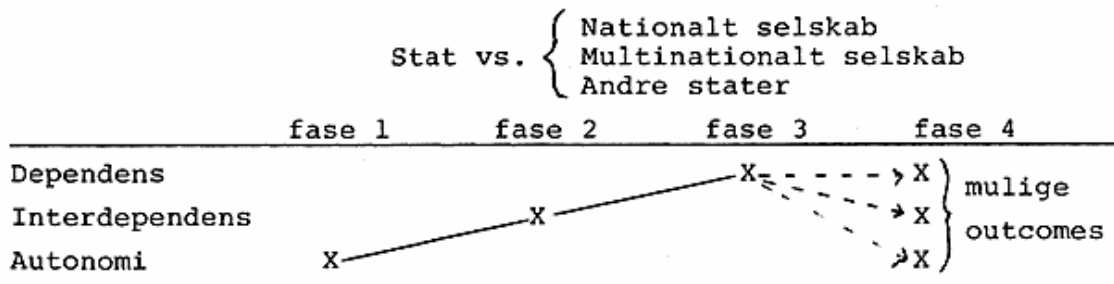 Nationalt selskab
Stat vs. Multinationalt selskab
Andre stater
fase 1 fase 2 fase 3 fase 4
Dependens X X mulige
Interdependens X X outcomes
Autonomi X X